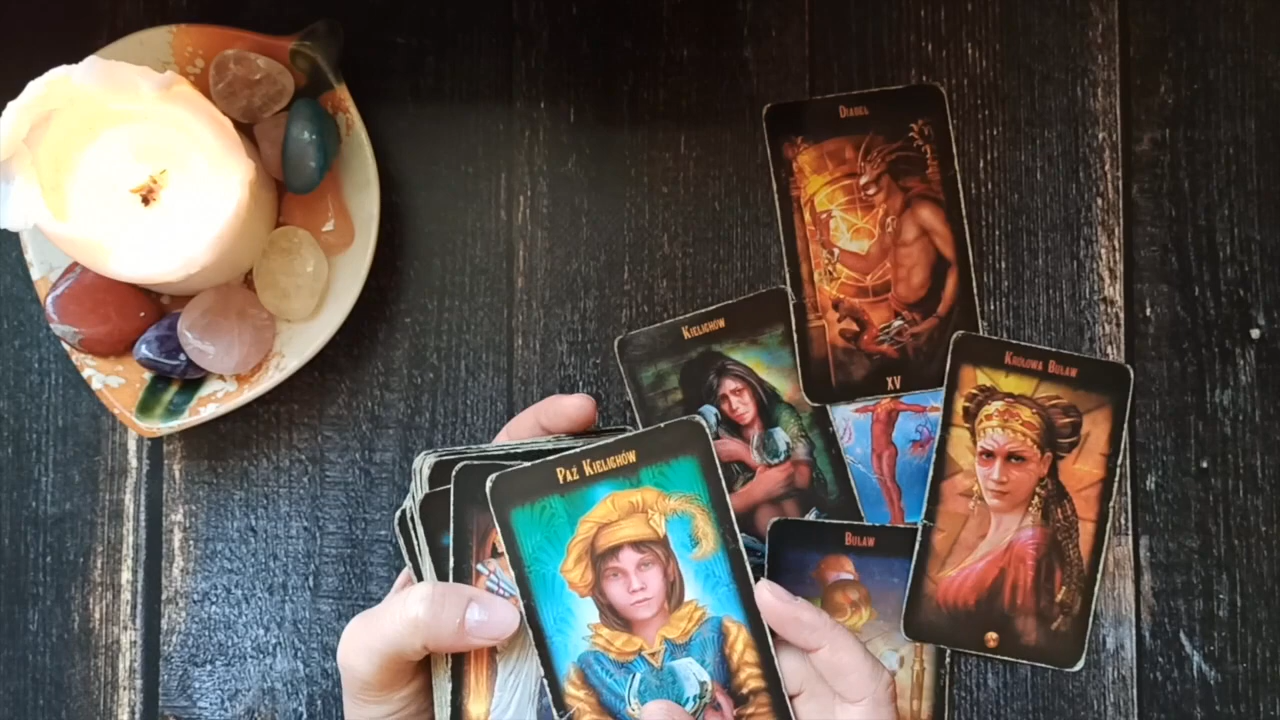 Diabeł
XV
Kielichów
Królowa Buław
Paź Kielichów
Buław